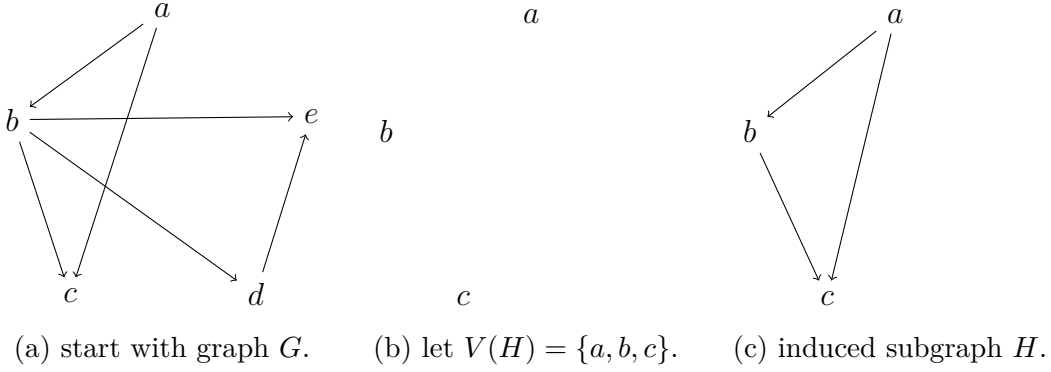 a
b
e
c
d
(a) start with graph G.
a
b
c
(b) let V(H) = {a, b, c}.
a
b
c
(c) induced subgraph H.